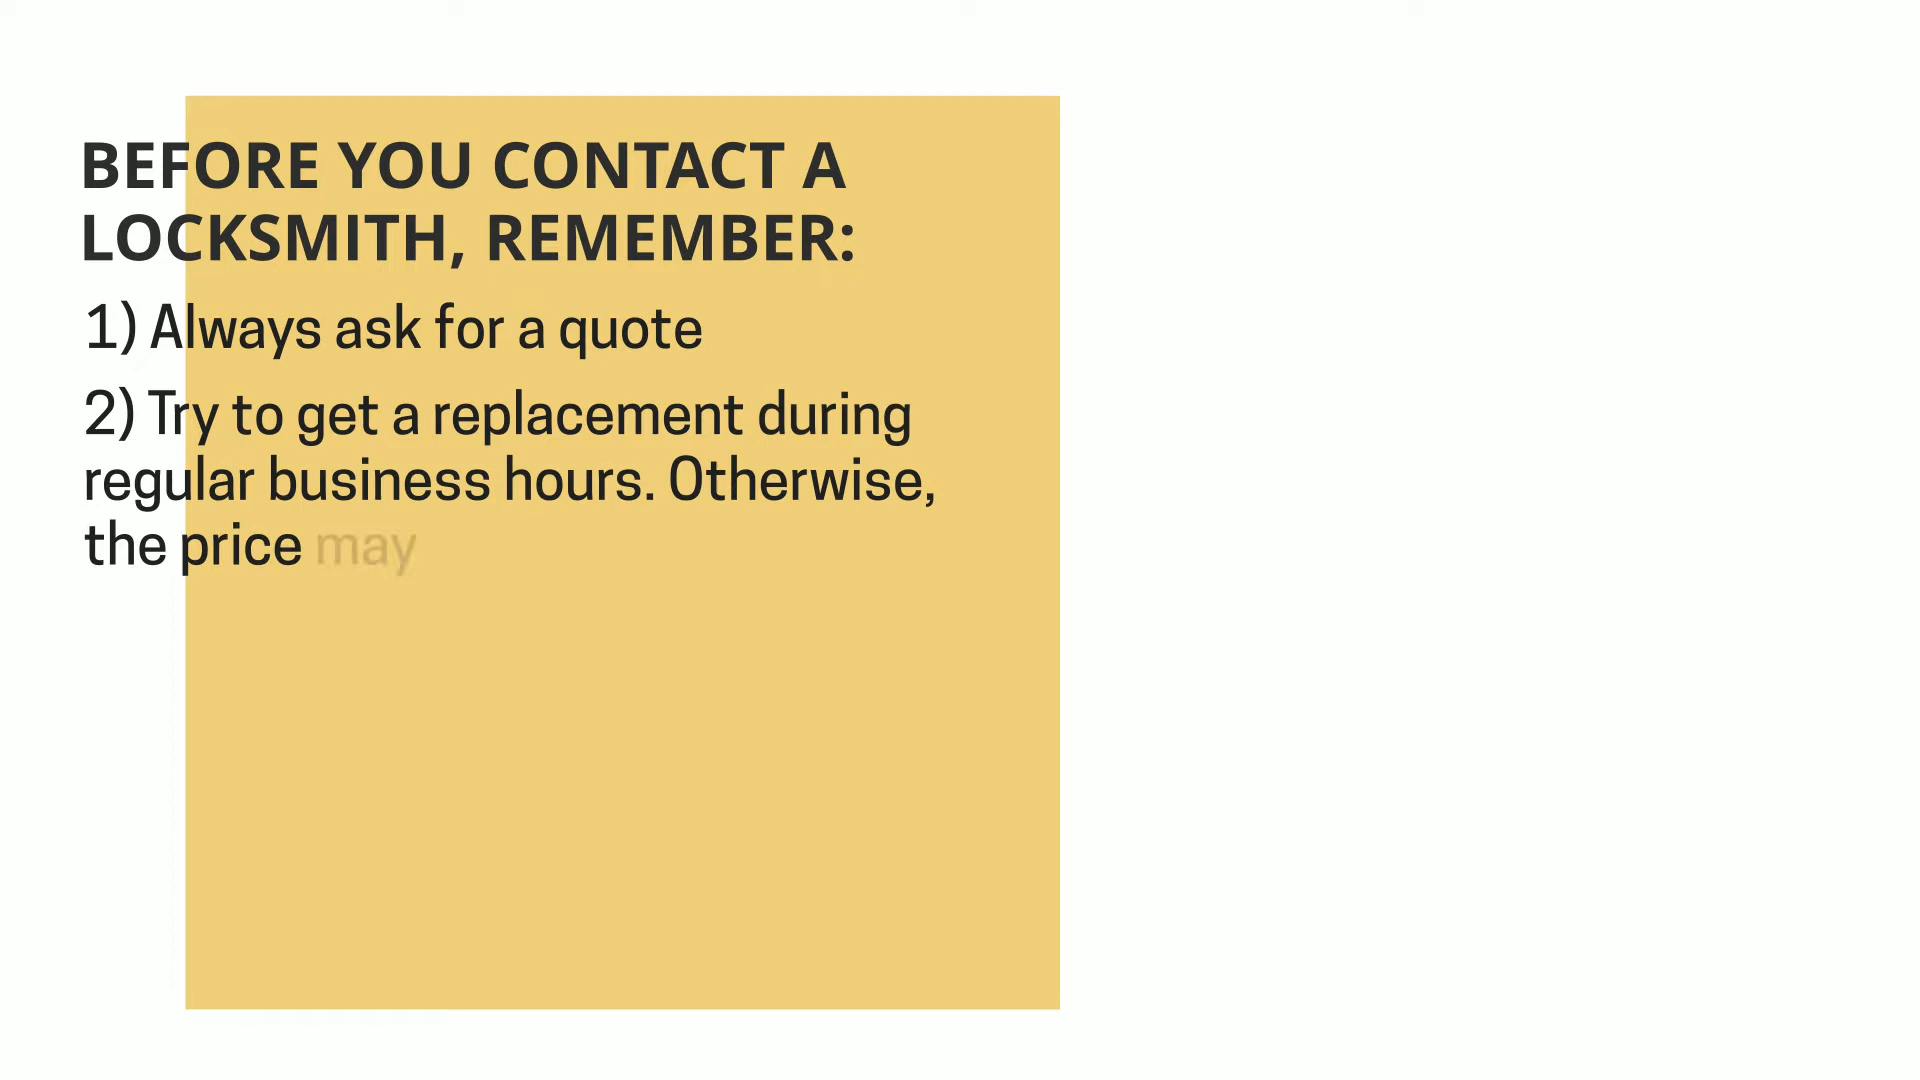 BEFORE YOU CONTACT A
LOCKSMITH, REMEMBER:
1) Always ask for a quote
2) Try to get a replacement during
regular business hours. Otherwise,
the price may